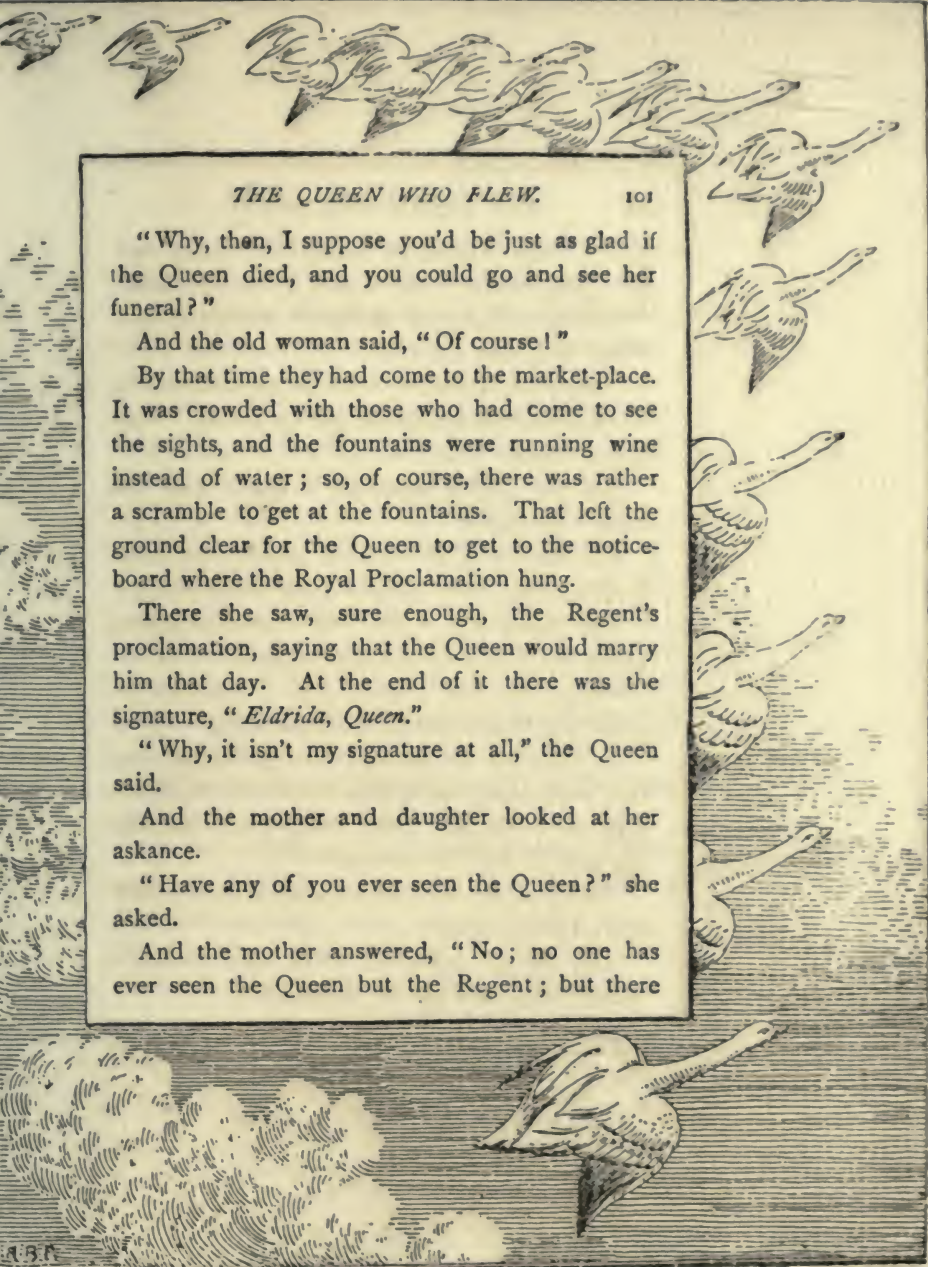 THE QUEEN WHO FLEW. 101
"Why, then, I suppose you'd be just as glad if
the Queen died, and you could go and see her
funeral?"
And the old woman said, "Of course!"
By that time they had come to the market-place.
It was crowded with those who had come to see
the sights, and the fountains were running wine
instead of water; so, of course, there was rather
a scramble to get at the fountains. That left the
ground clear for the Queen to get to the notice-
board where the Royal Proclamation hung.
There she saw, sure enough, the Regent's
proclamation, saying that the Queen would marry
him that day. At the end of it there was the
signature, "Eldrida, Queen."
"Why, it isn't my signature at all," the Queen
said.
And the mother and daughter looked at her
askance.
"Have any of you ever seen the Queen?" she
asked.
And the mother answered, "No; no one has
ever seen the Queen but the Regent; but there